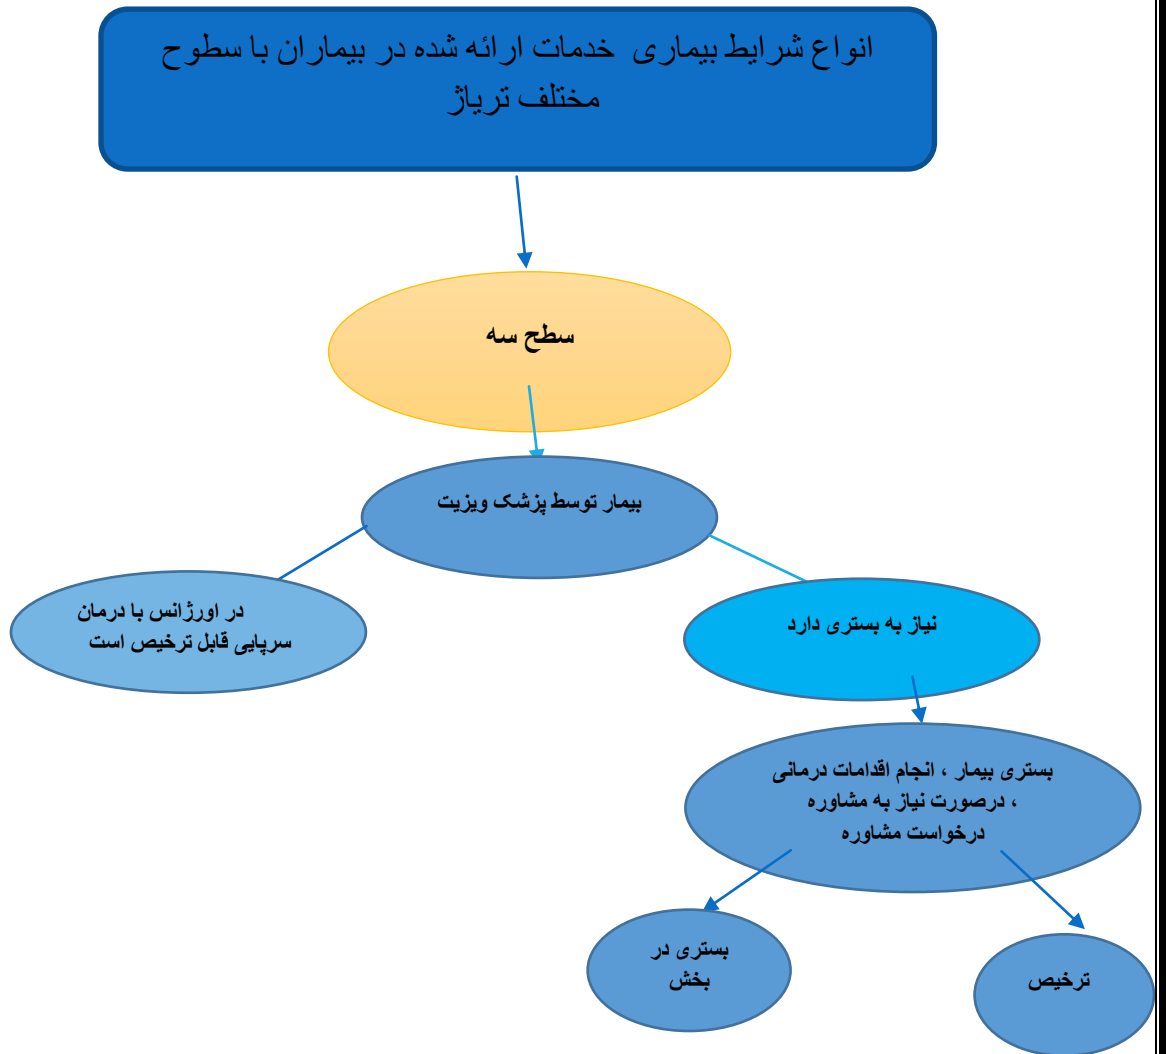 انواع شرایط بیماری خدمات ارائه شده در بیماران با سطوح
مختلف تریاژ
سطح سه
بیمار توسط پزشک ویزیت
در اورژانس با درمان
سرپایی قابل ترخیص است
نیاز به بستری دارد
بستری بیمار ، انجام اقدامات درمانی
، درصورت نیاز به مشاوره
درخواست مشاوره
بستری در
بخش
ترخیص